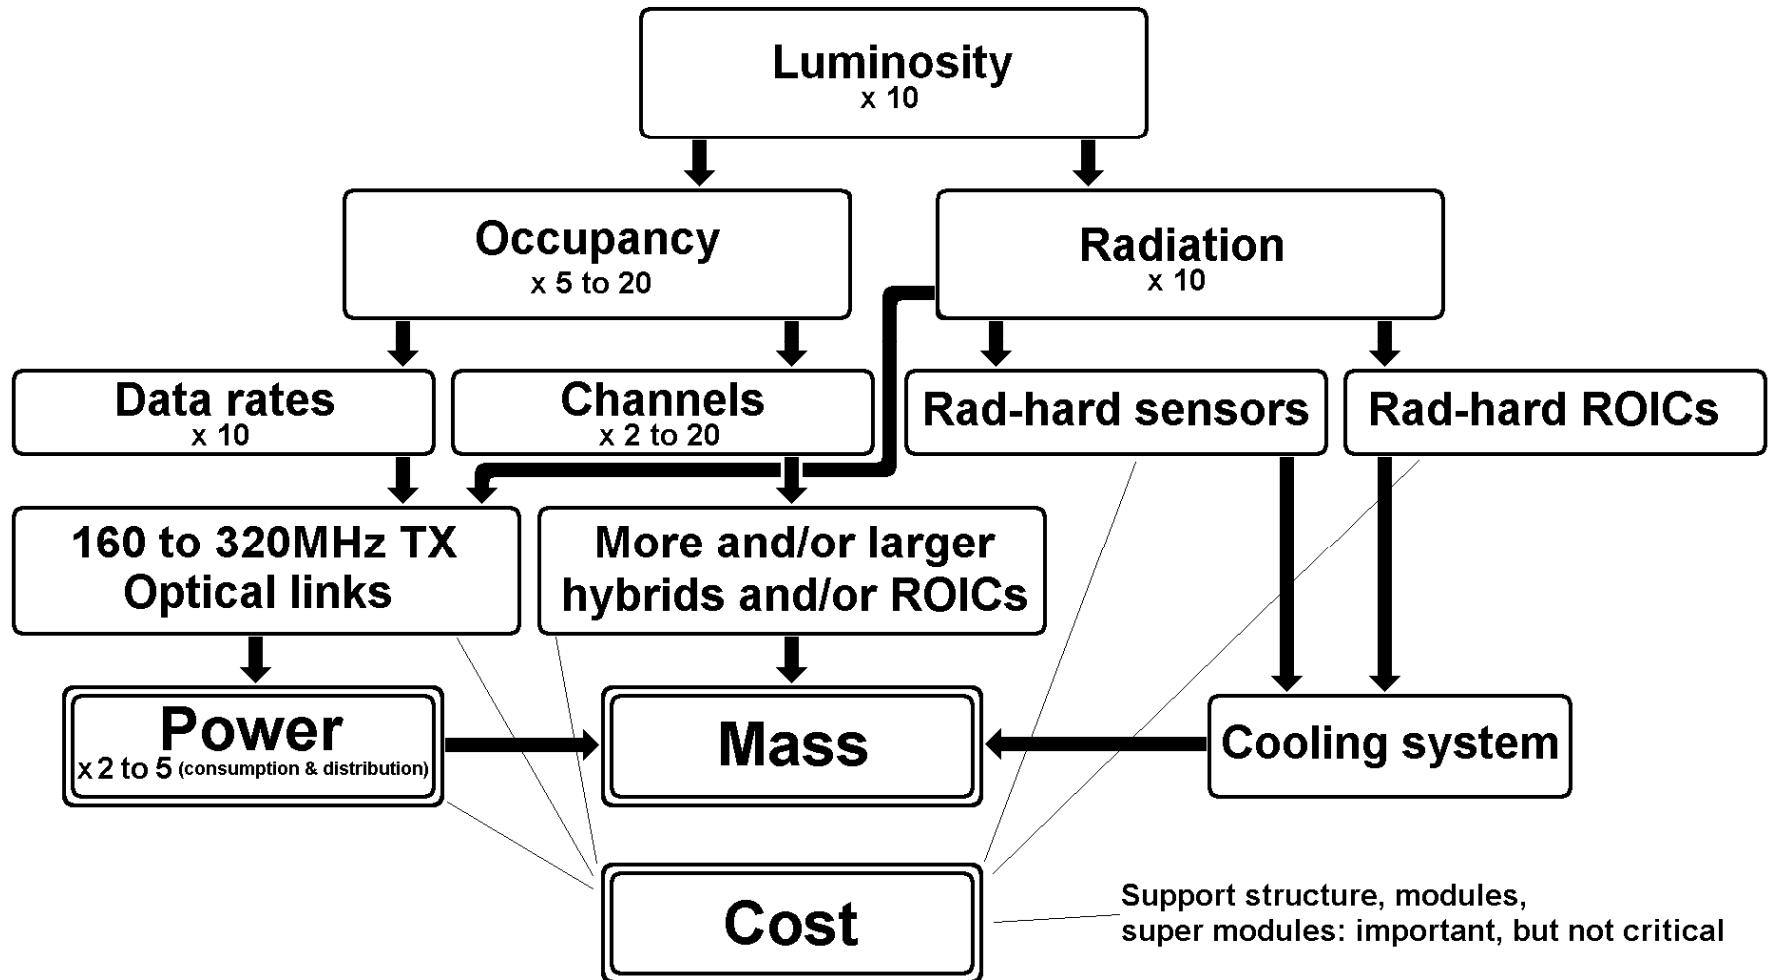 Luminosity
x 10
Occupancy
x 5 to 20
Radiation
x 10
Data rates
x 10
Channels
x 2 to 20
Rad-hard sensors
Rad-hard ROICs
160 to 320MHz TX
Optical links
More and/or larger
hybrids and/or ROICs
Power
x 2 to 5 (consumption & distribution)
Mass
Cooling system
Cost
Support structure, modules,
super modules: important, but not critical